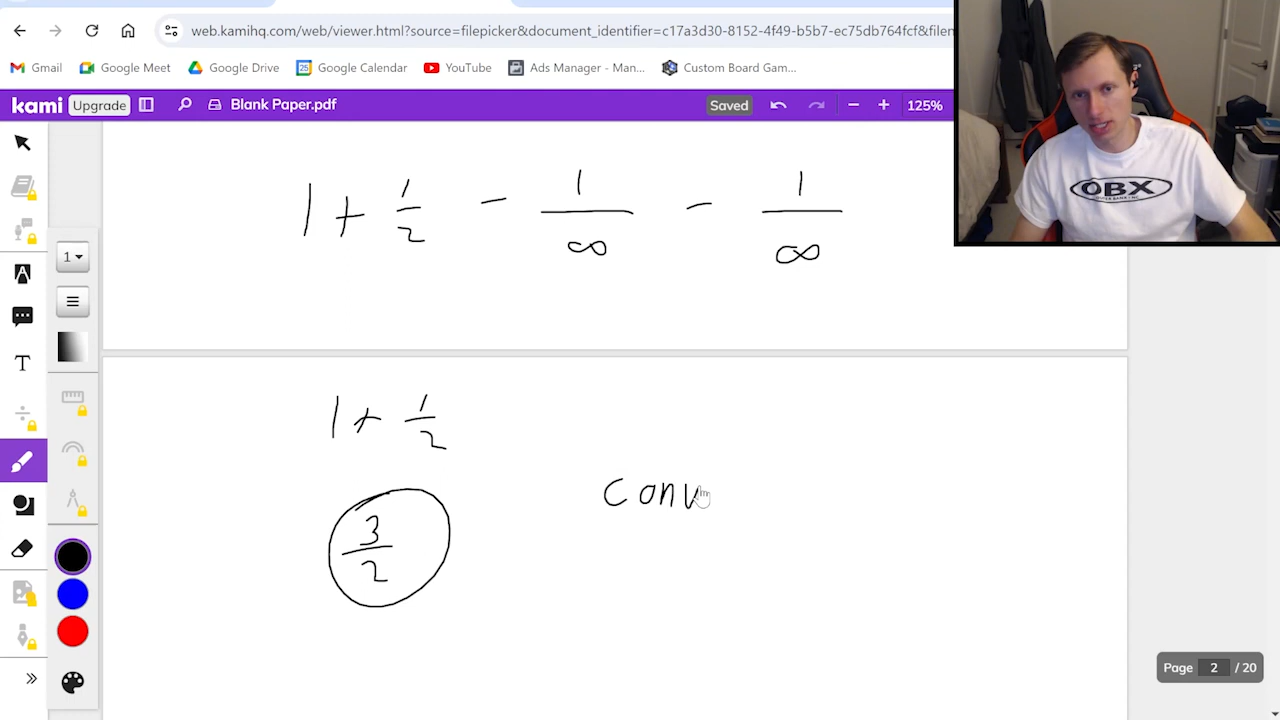 web.kamihq.com/web/viewer.html?source=filepicker&document_identifier=c17a3d30-8152-4f49-b5b7-ec75db764fcf&filen
Gmail Google Meet Google Drive 31 Google Calendar YouTube Ads Manager - Man... Custom Board Gam...
kami Upgrade Blank Paper.pdf Saved 125%
OBX
1 + 1/2 - 1/∞ - 1/∞
1
T
1 + 1/2
conv
3/2
Page 2 / 20